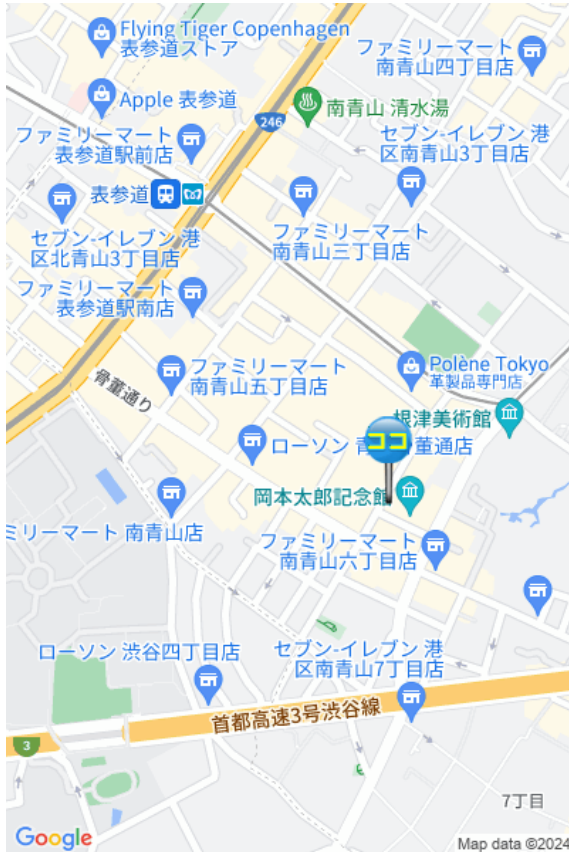 Flying Tiger Copenhagen
表参道ストア
ファミリーマート
南青山四丁目店
Apple 表参道
南青山 清水湯
246
ファミリーマート
表参道駅前店
セブン-イレブン 港
区南青山3丁目店
表参道
セブン-イレブン 港
区北青山3丁目店
ファミリーマート
南青山三丁目店
ファミリーマート
表参道駅南店
ファミリーマート
南青山五丁目店
Polène Tokyo
革製品専門店
骨董通り
根津美術館
ココ
ローソン 青
董通店
岡本太郎記念館
ミリーマート 南青山店
ファミリーマート
南青山六丁目店
ローソン 渋谷四丁目店
セブン-イレブン 港
区南青山7丁目店
首都高速3号渋谷線
3
7丁目
Google
Map data ©2024